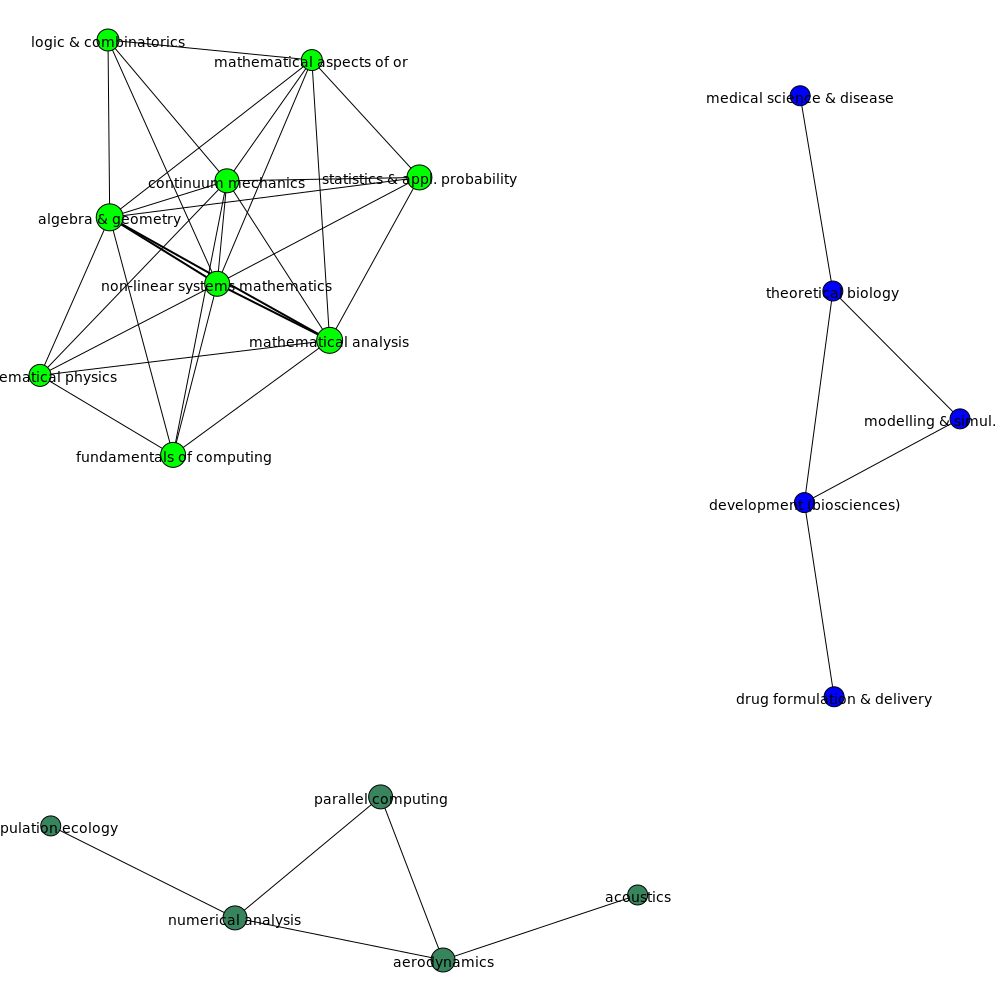 logic & combinatorics
mathematical aspects of or
medical science & disease
continuum mechanics
statistics & appl. probability
algebra & geometry
non-linear systems mathematics
theoretical biology
mathematical analysis
ematical physics
modelling & simul.
fundamentals of computing
development (biosciences)
drug formulation & delivery
parallel computing
pulation ecology
acoustics
numerical analysis
aerodynamics